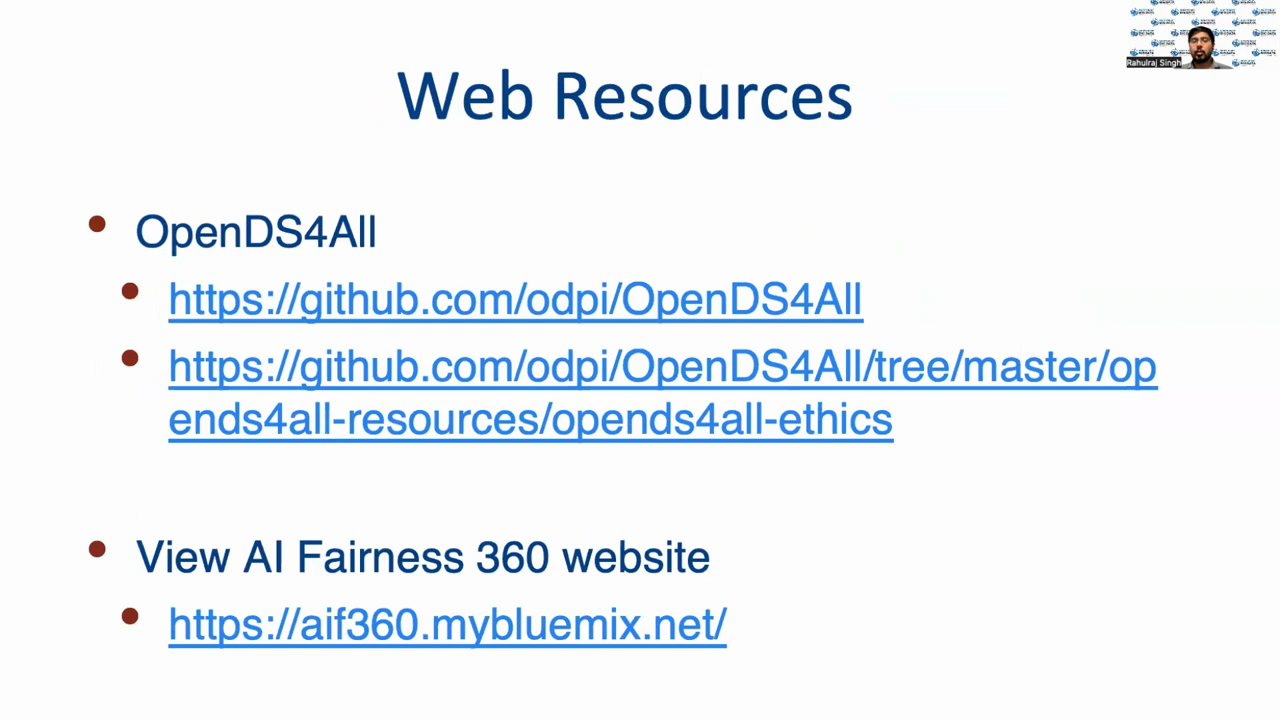 Rahulraj Singh
Web Resources
• OpenDS4All
• https://github.com/odpi/OpenDS4All
• https://github.com/odpi/OpenDS4All/tree/master/op
ends4all-resources/opends4all-ethics
• View AI Fairness 360 website
• https://aif360.mybluemix.net/